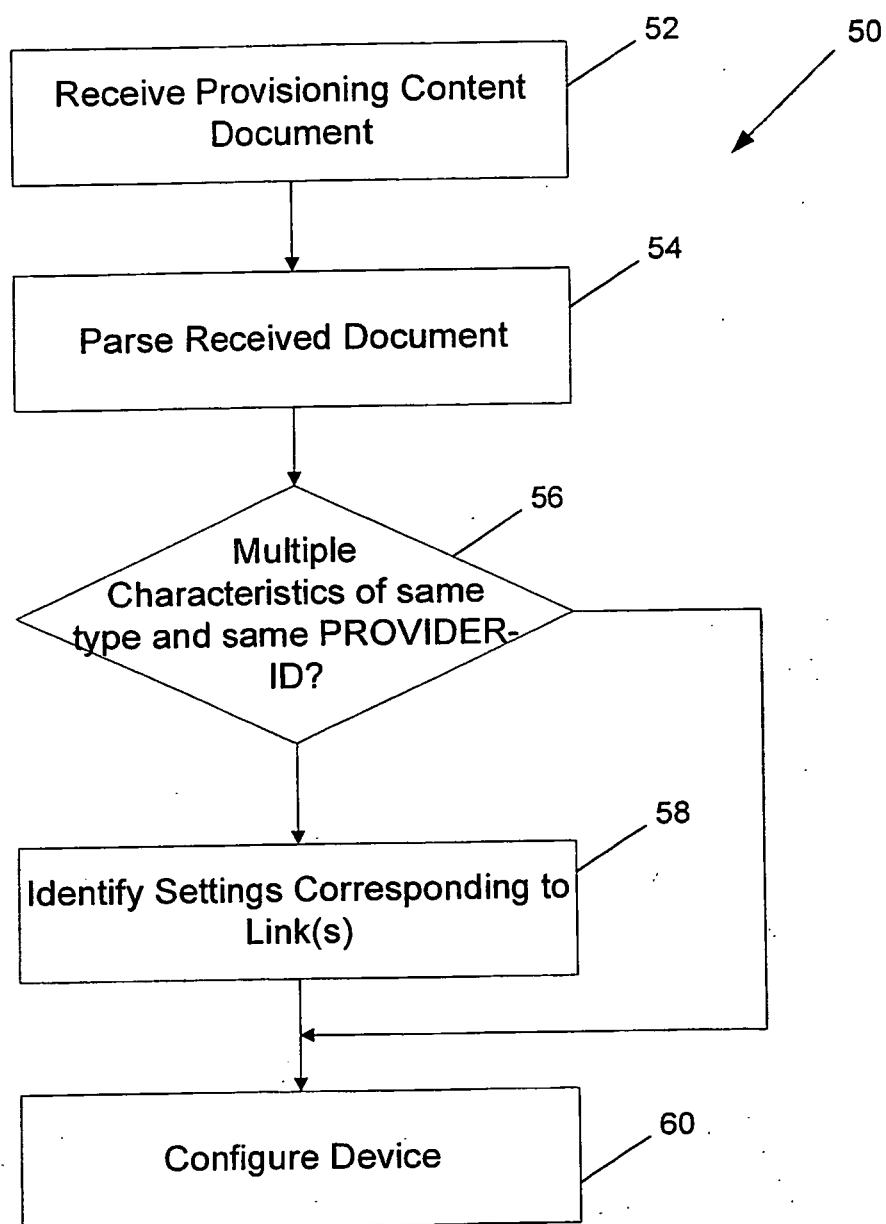 52
50
Receive Provisioning Content
Document
54
Parse Received Document
56
Multiple
Characteristics of same
type and same PROVIDER-
ID?
58
Identify Settings Corresponding to
Link(s)
60
Configure Device